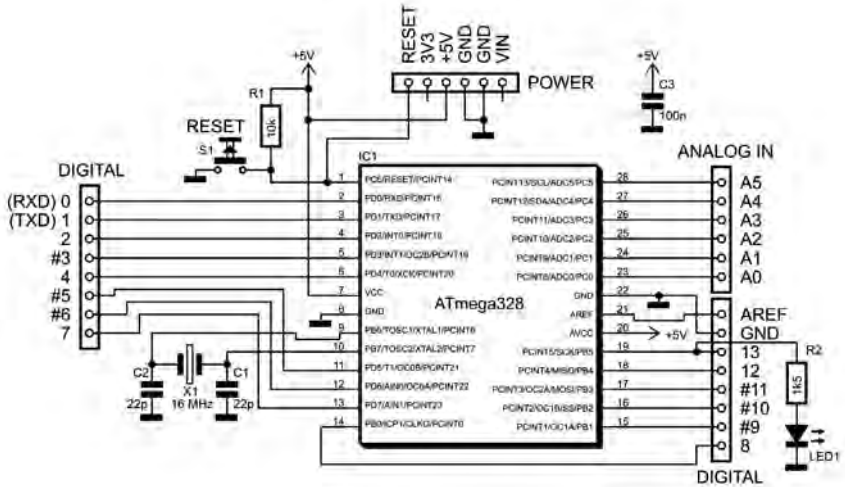 RESET
3V3
+5V
GND
GND
VIN
POWER
+5V
+5V
C3
100n
R1
10k
RESET
S1
IC1
DIGITAL
(RXD) 0
(TXD) 1
2
#3
4
#5
#6
7
1 PC6/RESET/PCINT14
2 PD0/RXD/PCINT16
3 PD1/TXD/PCINT17
4 PD2/INT0/PCINT18
5 PD3/INT1/OC2B/PCINT19
6 PD4/T0/XCK/PCINT20
7 VCC
8 GND
9 PB6/TOSC1/XTAL1/PCINT6
10 PB7/TOSC2/XTAL2/PCINT7
11 PD5/T1/OC0B/PCINT21
12 PD6/AIN0/OC0A/PCINT22
13 PD7/AIN1/PCINT23
14 PB0/ICP1/CLKO/PCINT0
ATmega328
PCINT13/SCL/ADC5/PC5 28
PCINT12/SDA/ADC4/PC4 27
PCINT11/ADC3/PC3 26
PCINT10/ADC2/PC2 25
PCINT9/ADC1/PC1 24
PCINT8/ADC0/PC0 23
GND 22
AREF 21
AVCC 20
+5V
PCINT15/SCK/PB5 19
PCINT4/MISO/PB4 18
PCINT3/OC2A/MOSI/PB3 17
PCINT2/OC1B/SS/PB2 16
PCINT1/OC1A/PB1 15
ANALOG IN
A5
A4
A3
A2
A1
A0
AREF
GND
13
12
#11
#10
#9
8
DIGITAL
R2
1k5
LED1
C2
22p
X1
16 MHz
C1
22p